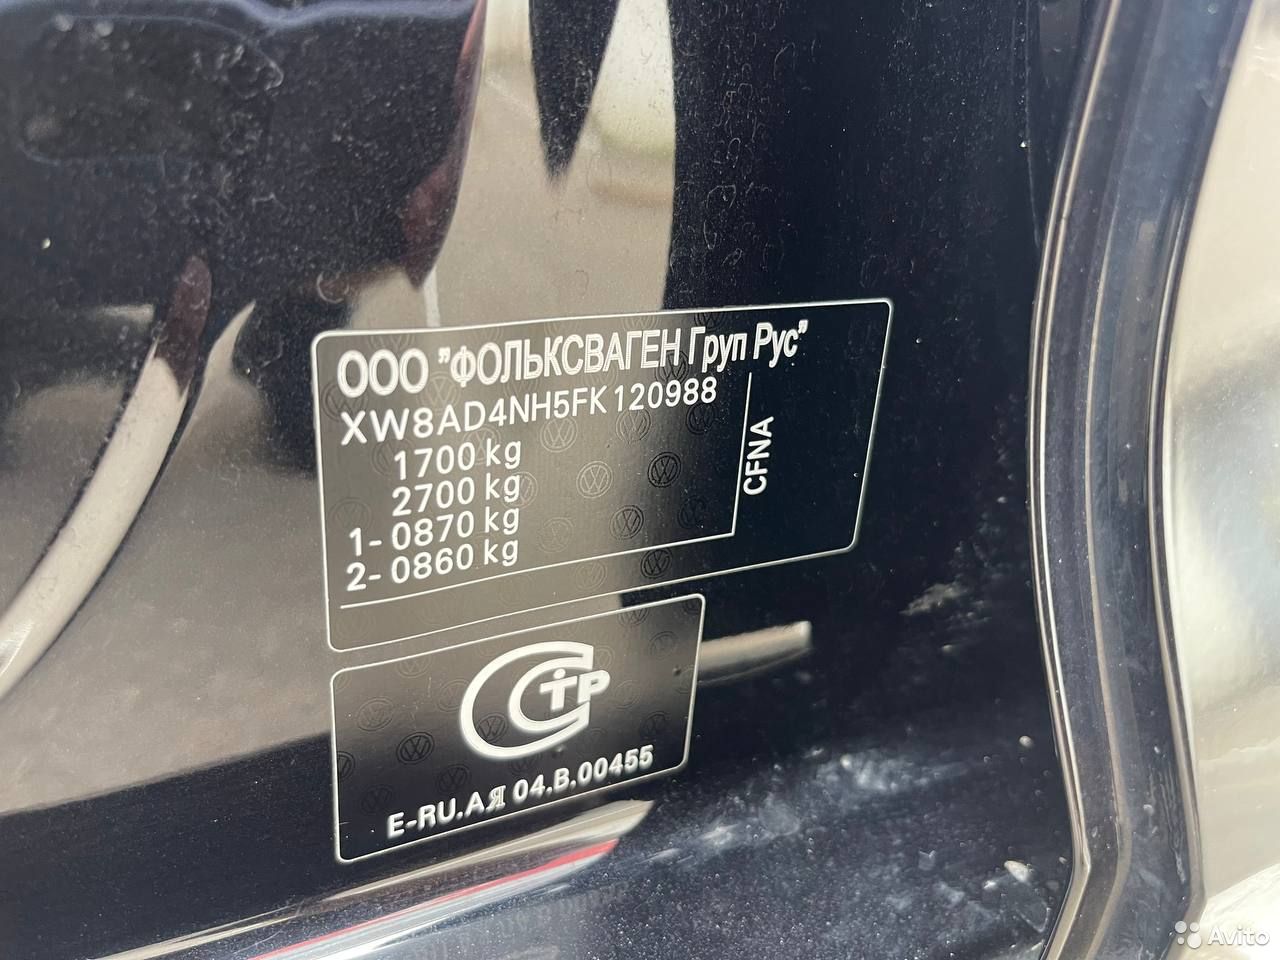 ООО "ФОЛЬКСВАГЕН Груп Рус"
XW8AD4NH5FK120988
1700 kg
2700 kg
1- 0870 kg
2- 0860 kg
CFNA
СТР
E-RU.АЯ 04.B.00455
Avito